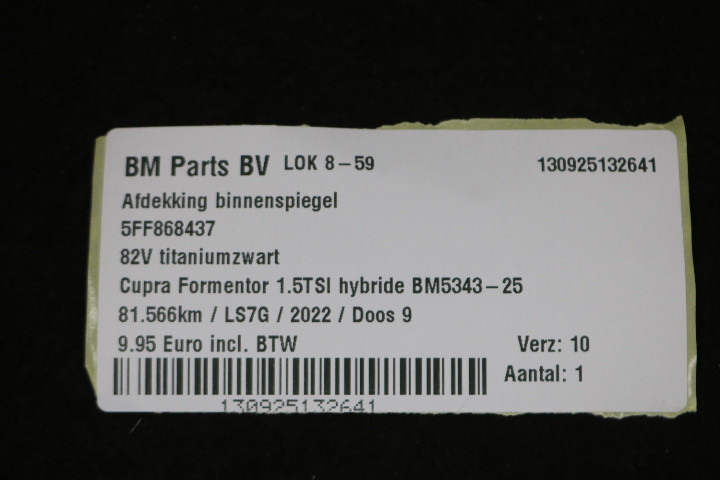 BM Parts BV LOK 8-59 130925132641
Afdekking binnenspiegel
5FF868437
82V titaniumzwart
Cupra Formentor 1.5TSI hybride BM5343-25
81.566km / LS7G / 2022 / Doos 9
9.95 Euro incl. BTW Verz: 10
Aantal: 1
130925132641